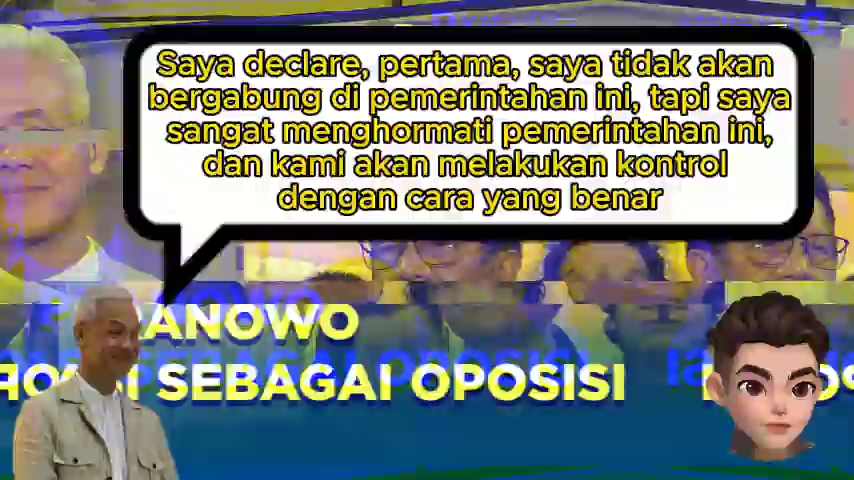 Saya declare, pertama, saya tidak akan
bergabung di pemerintahan ini, tapi saya
sangat menghormati pemerintahan ini,
dan kami akan melakukan kontrol
dengan cara yang benar
SEBAGAI OPOSISI